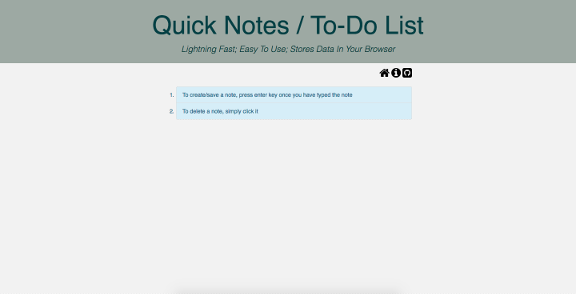 Quick Notes / To-Do List
Lightning Fast; Easy To Use; Stores Data In Your Browser
1. To create/save a note, press enter key once you have typed the note
2. To delete a note, simply click it